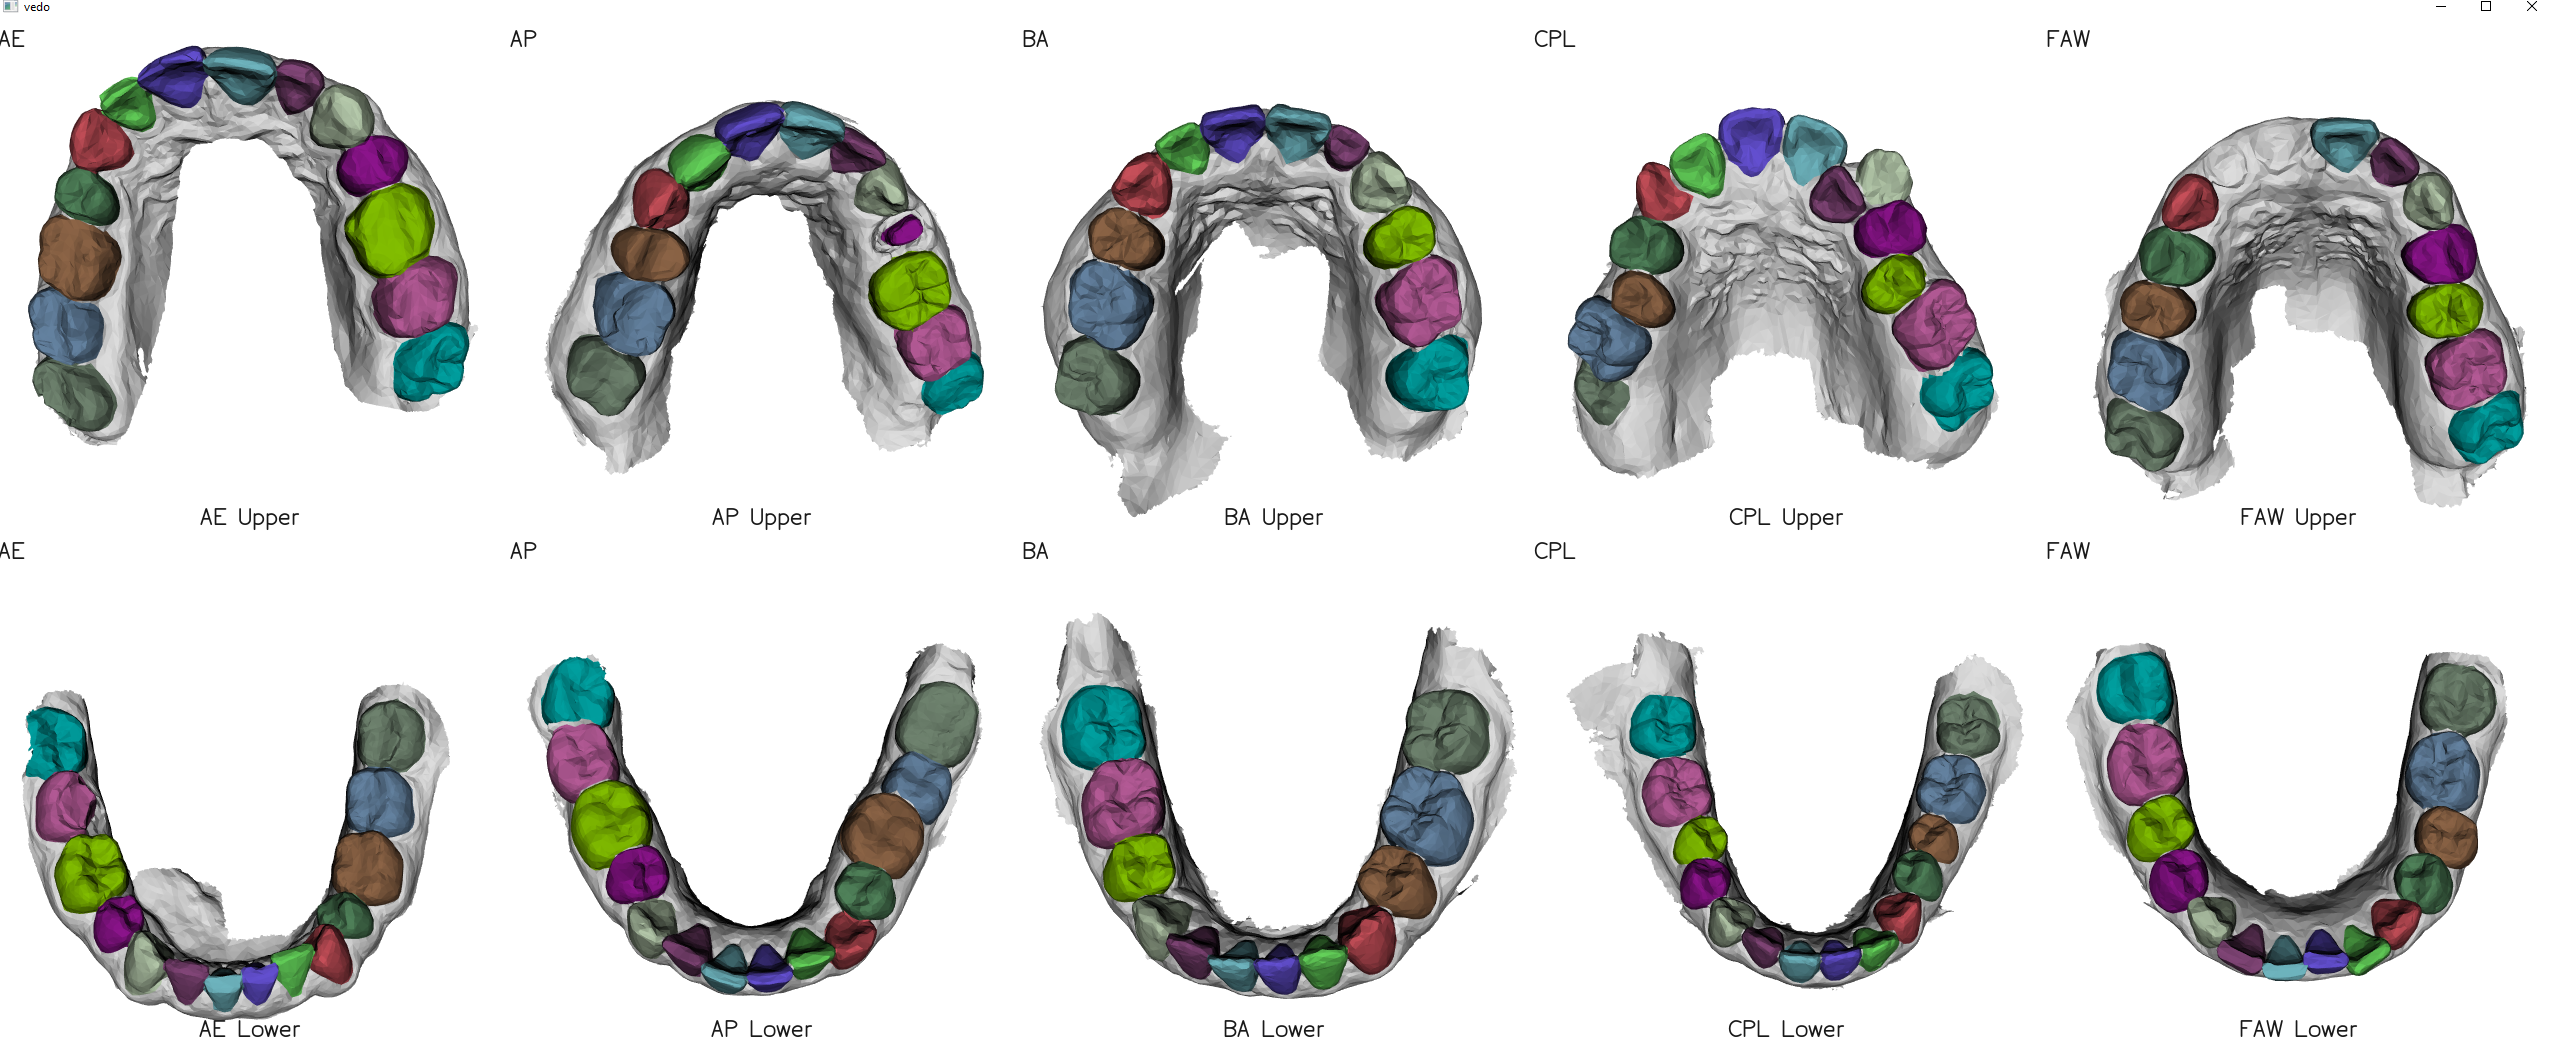 vedo
AE
AP
BA
CPL
FAW
AE Upper
AP Upper
BA Upper
CPL Upper
FAW Upper
AE
AP
BA
CPL
FAW
AE Lower
AP Lower
BA Lower
CPL Lower
FAW Lower